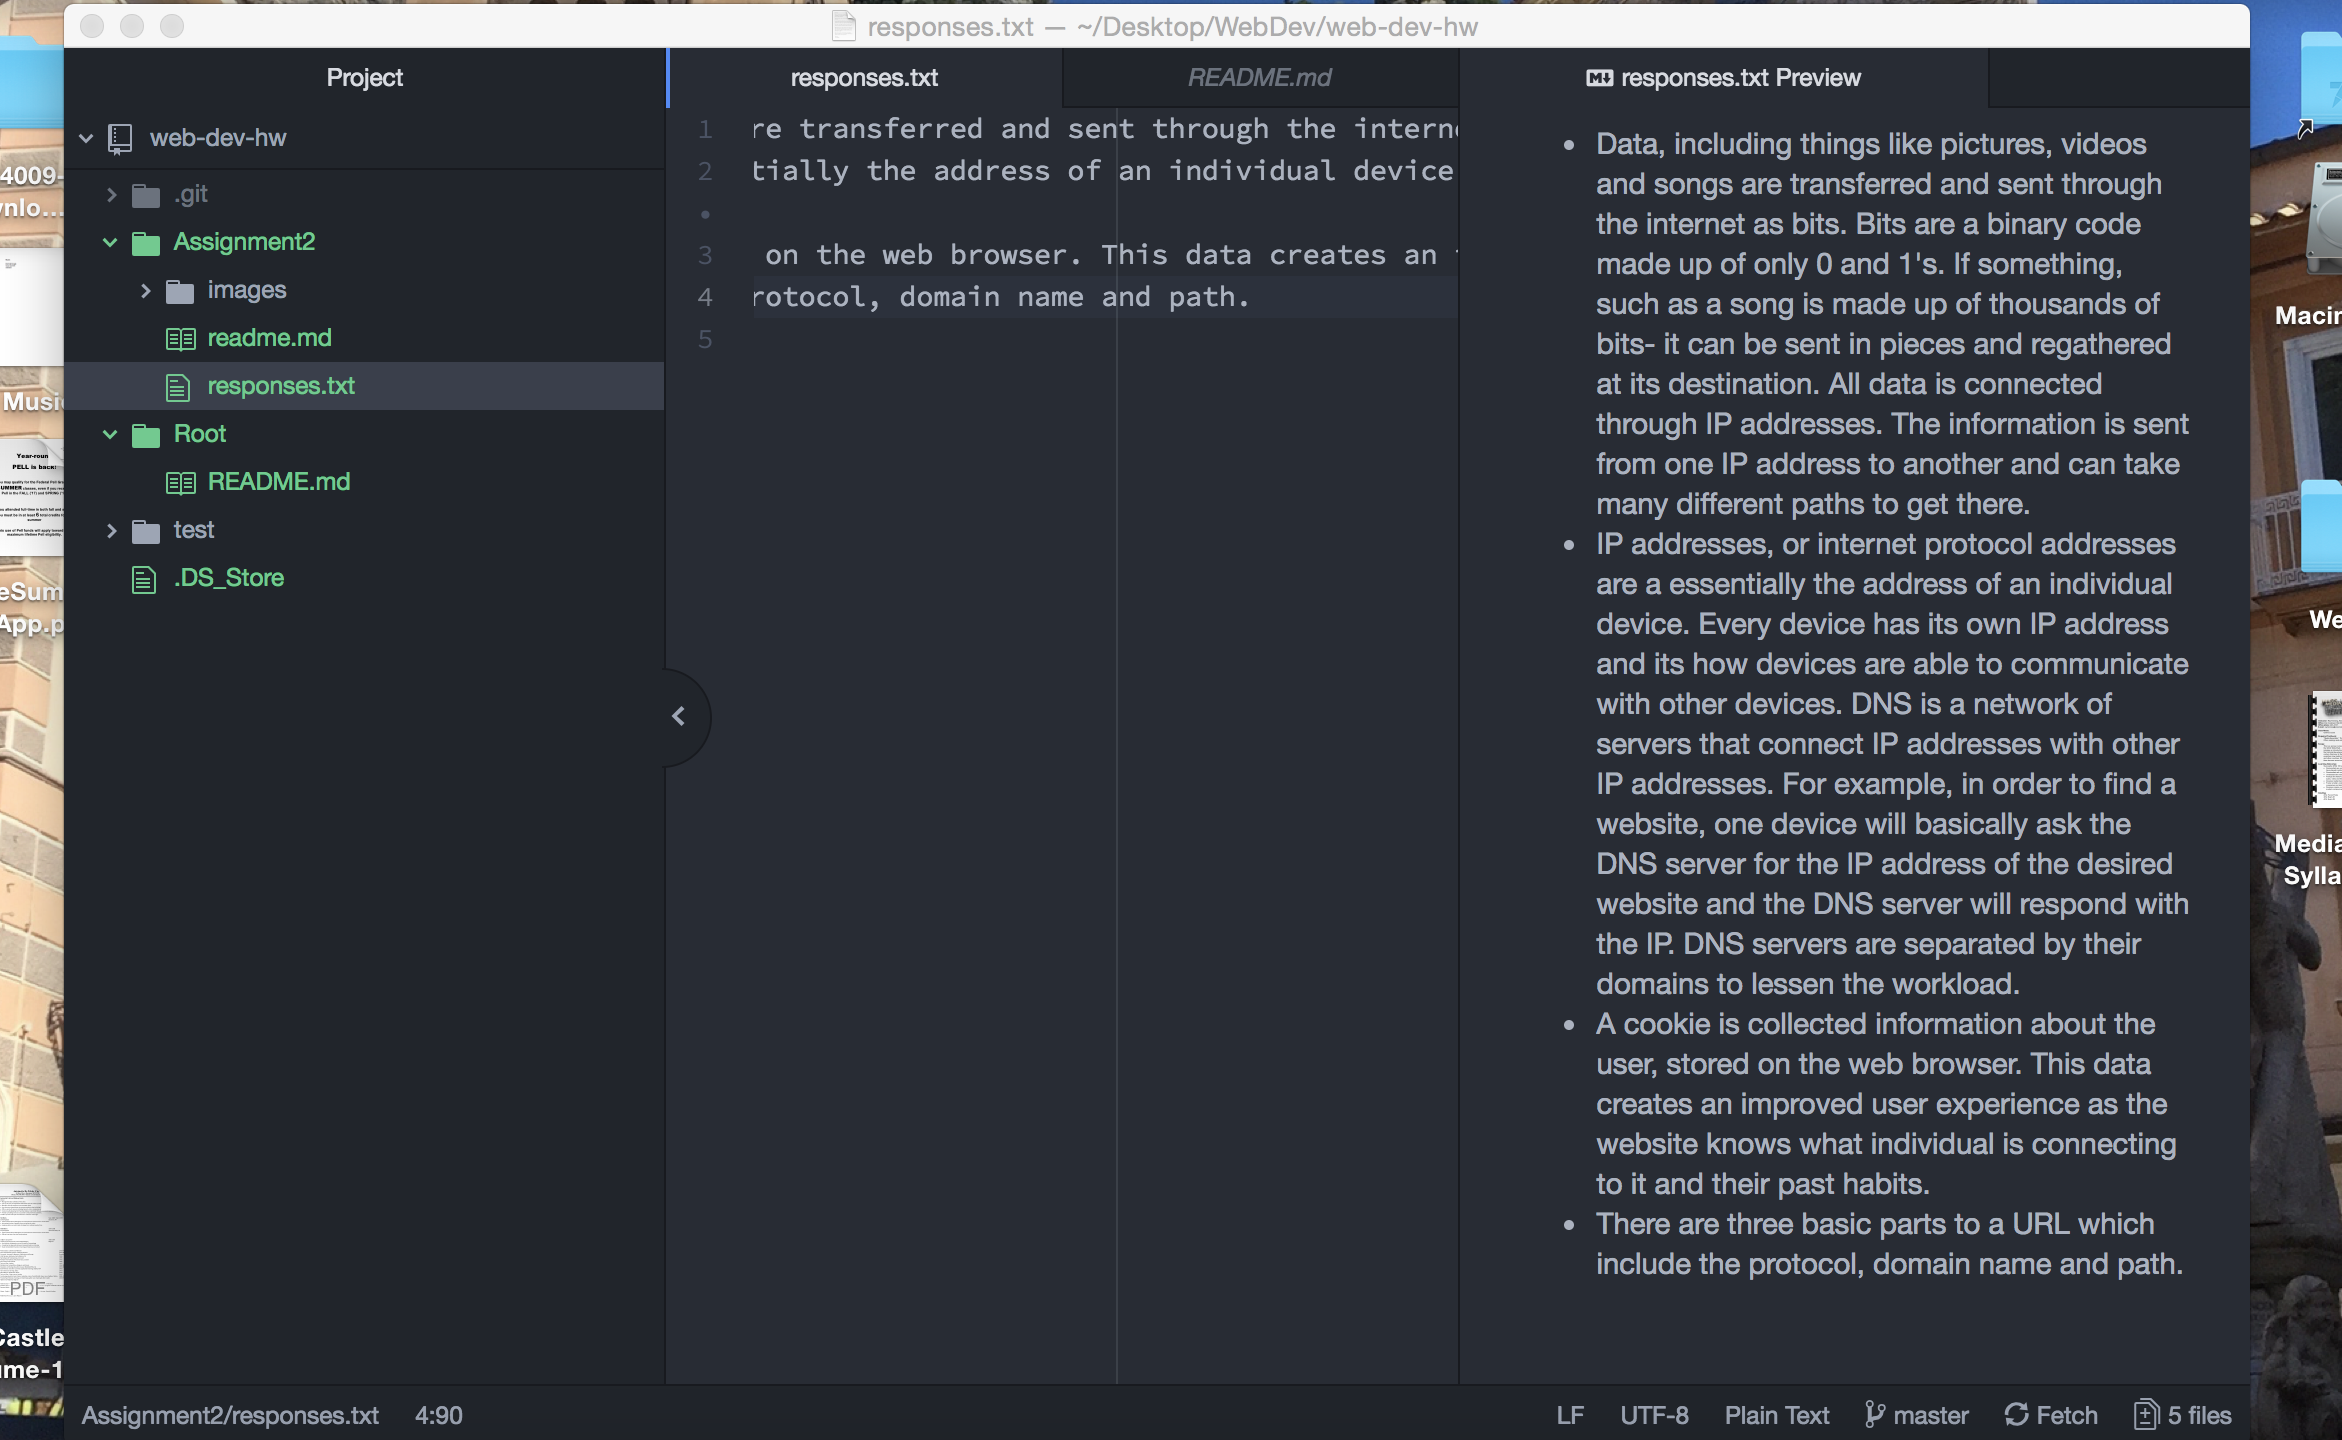 responses.txt — ~/Desktop/WebDev/web-dev-hw
Project
responses.txt
README.md
responses.txt Preview
web-dev-hw
.git
Assignment2
images
readme.md
responses.txt
Root
README.md
test
.DS_Store
1 re transferred and sent through the intern
2 tially the address of an individual device
•
3 on the web browser. This data creates an
4 rotocol, domain name and path.
5
• Data, including things like pictures, videos
and songs are transferred and sent through
the internet as bits. Bits are a binary code
made up of only 0 and 1's. If something,
such as a song is made up of thousands of
bits- it can be sent in pieces and regathered
at its destination. All data is connected
through IP addresses. The information is sent
from one IP address to another and can take
many different paths to get there.
• IP addresses, or internet protocol addresses
are a essentially the address of an individual
device. Every device has its own IP address
and its how devices are able to communicate
with other devices. DNS is a network of
servers that connect IP addresses with other
IP addresses. For example, in order to find a
website, one device will basically ask the
DNS server for the IP address of the desired
website and the DNS server will respond with
the IP. DNS servers are separated by their
domains to lessen the workload.
• A cookie is collected information about the
user, stored on the web browser. This data
creates an improved user experience as the
website knows what individual is connecting
to it and their past habits.
• There are three basic parts to a URL which
include the protocol, domain name and path.
Assignment2/responses.txt 4:90
LF UTF-8 Plain Text master Fetch 5 files
4009-
nlo...
Musi
Year-roun
PELL is back!
eSum
App.p
PDF
Castle
me-1
Macin
We
Media
Sylla